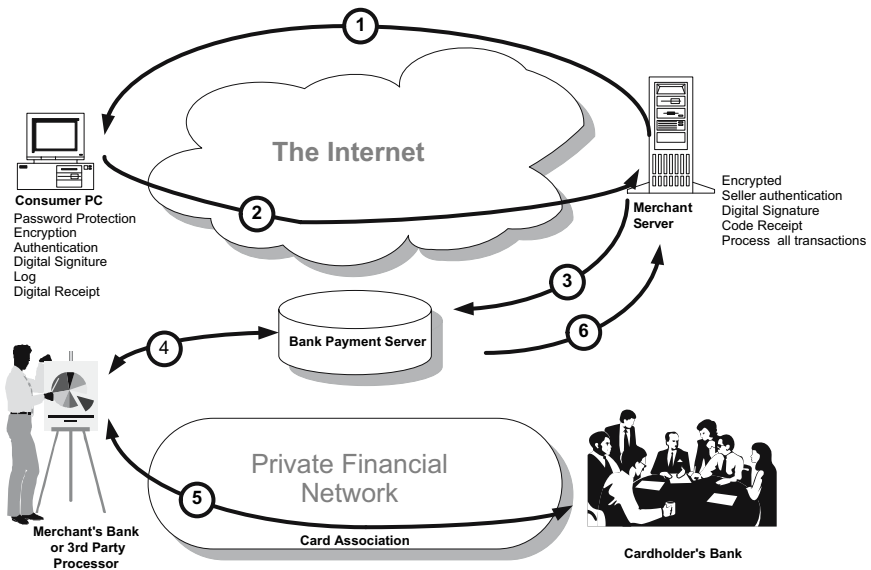 1
The Internet
Consumer PC
Password Protection
Encryption
Authentication
Digital Signiture
Log
Digital Receipt
2
Merchant
Server
Encrypted
Seller authentication
Digital Signature
Code Receipt
Process all transactions
3
Bank Payment Server
6
4
Private Financial
Network
5
Card Association
Merchant's Bank
or 3rd Party
Processor
Cardholder's Bank